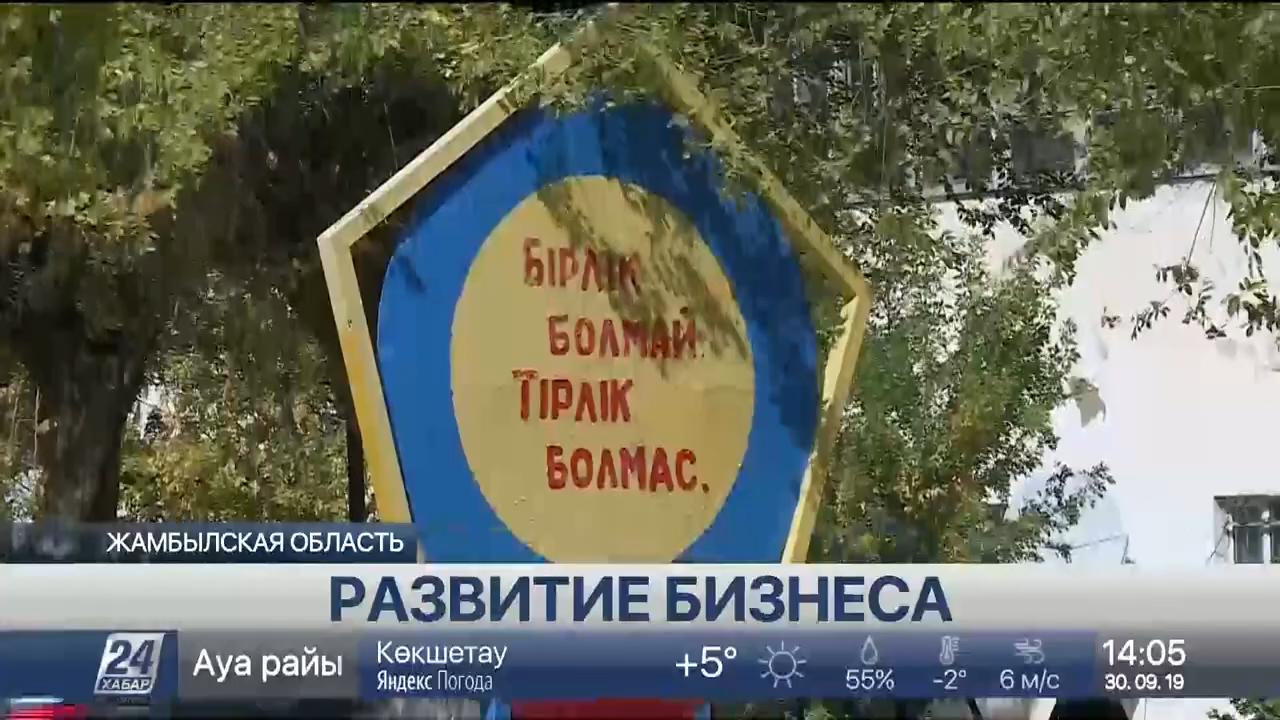 БІРЛІК
БОЛМАЙ
ТІРЛІК
БОЛМАС.
ЖАМБЫЛСКАЯ ОБЛАСТЬ
РАЗВИТИЕ БИЗНЕСА
24 ХАБАР
Ауа райы
Көкшетау
Яндекс Погода
+5°
55%
-2°
6 м/с
14:05
30.09.19